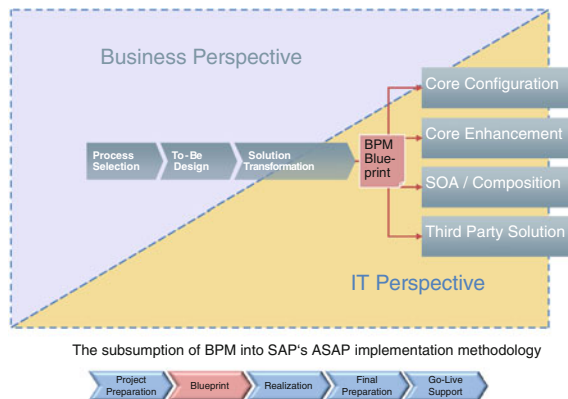 Business Perspective
Core Configuration
Core Enhancement
SOA / Composition
Third Party Solution
Process
Selection
To-Be
Design
Solution
Transformation
BPM
Blue-
print
IT Perspective
The subsumption of BPM into SAP‘s ASAP implementation methodology
Project
Preparation
Blueprint
Realization
Final
Preparation
Go-Live
Support